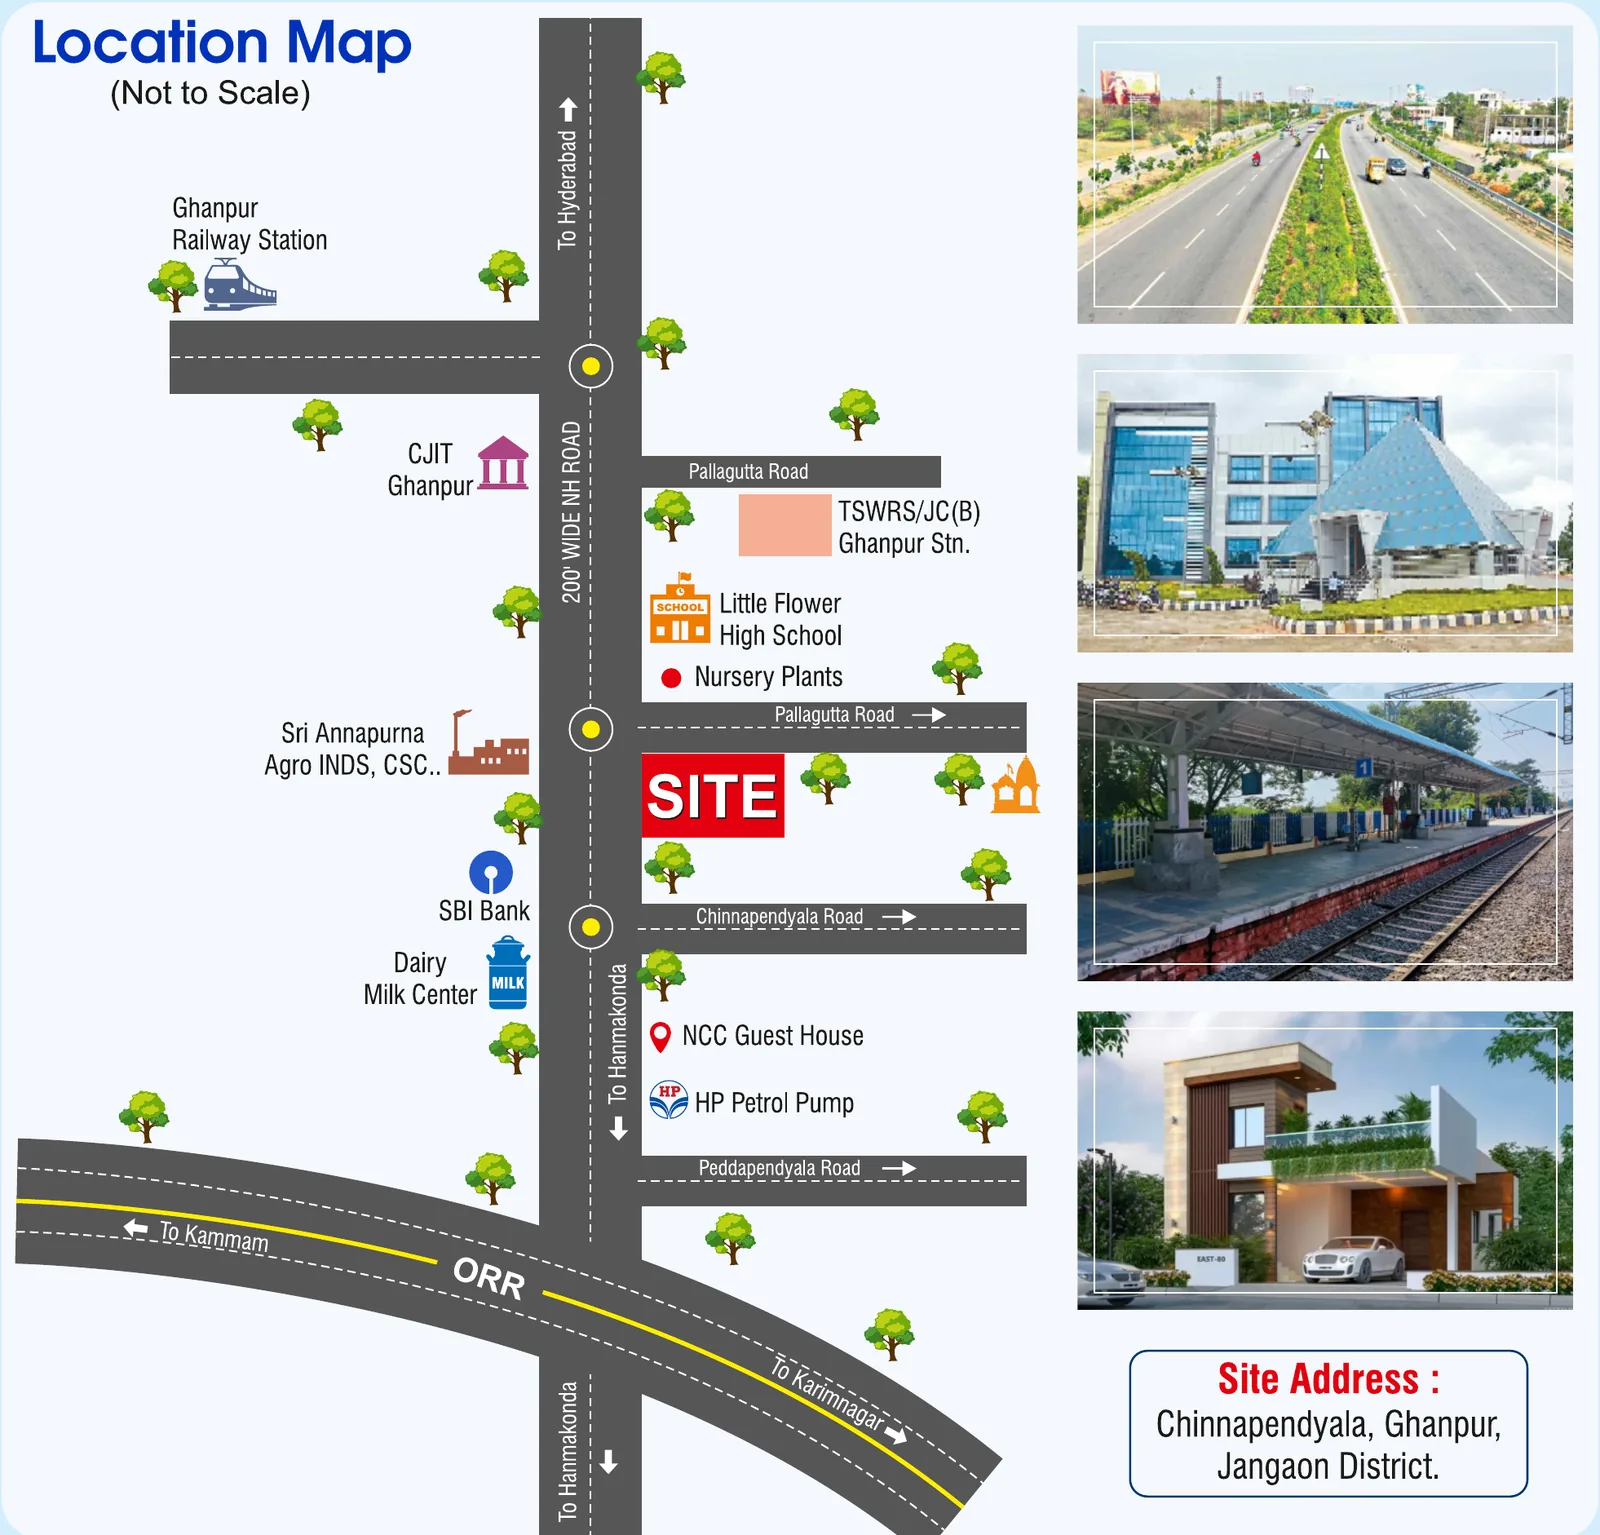 Location Map
(Not to Scale)
To Hyderabad
Ghanpur
Railway Station
200' WIDE NH ROAD
CJIT
Ghanpur
Pallagutta Road
TSWRS/JC(B)
Ghanpur Stn.
SCHOOL
Little Flower
High School
Nursery Plants
Pallagutta Road
Sri Annapurna
Agro INDS, CSC..
SITE
SBI Bank
Chinnapendyala Road
Dairy
Milk Center
MILK
To Hanmakonda
NCC Guest House
HP
HP Petrol Pump
Peddapendyala Road
To Kammam
ORR
To Karimnagar
To Hanmakonda
1
EAST-80
Site Address :
Chinnapendyala, Ghanpur,
Jangaon District.